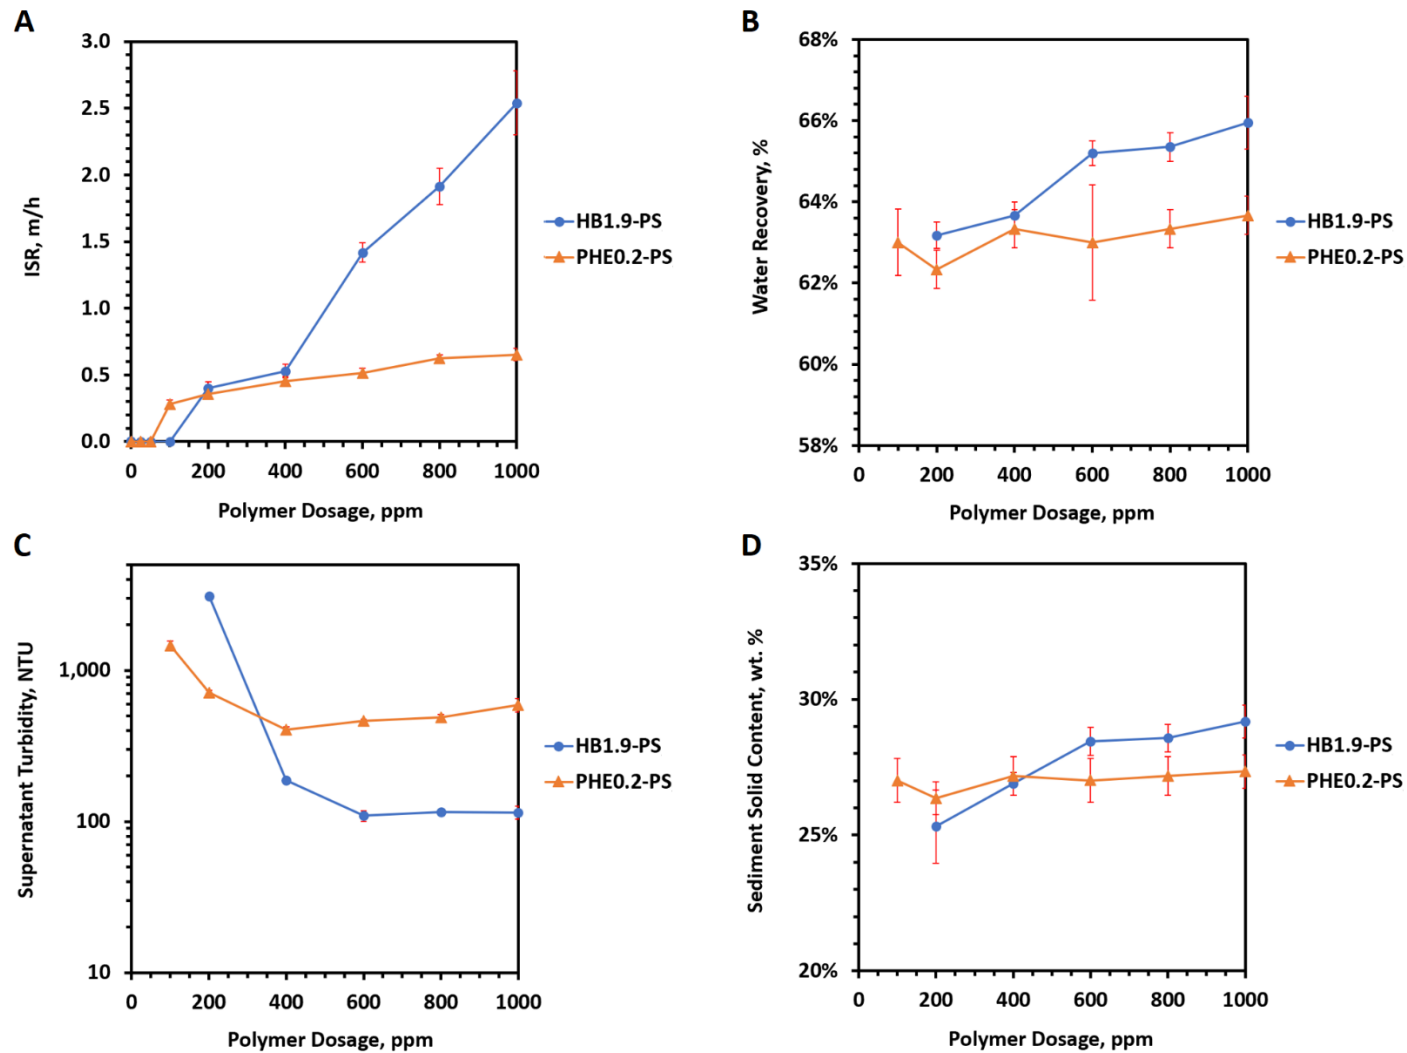 A
ISR, m/h
3.0
2.5
2.0
1.5
1.0
0.5
0.0
0 200 400 600 800 1000
Polymer Dosage, ppm
HB1.9-PS
PHE0.2-PS
B
Water Recovery, %
68%
66%
64%
62%
60%
58%
0 200 400 600 800 1000
Polymer Dosage, ppm
HB1.9-PS
PHE0.2-PS
C
Supernatant Turbidity, NTU
1,000
100
10
0 200 400 600 800 1000
Polymer Dosage, ppm
HB1.9-PS
PHE0.2-PS
D
Sediment Solid Content, wt. %
35%
30%
25%
20%
0 200 400 600 800 1000
Polymer Dosage, ppm
HB1.9-PS
PHE0.2-PS